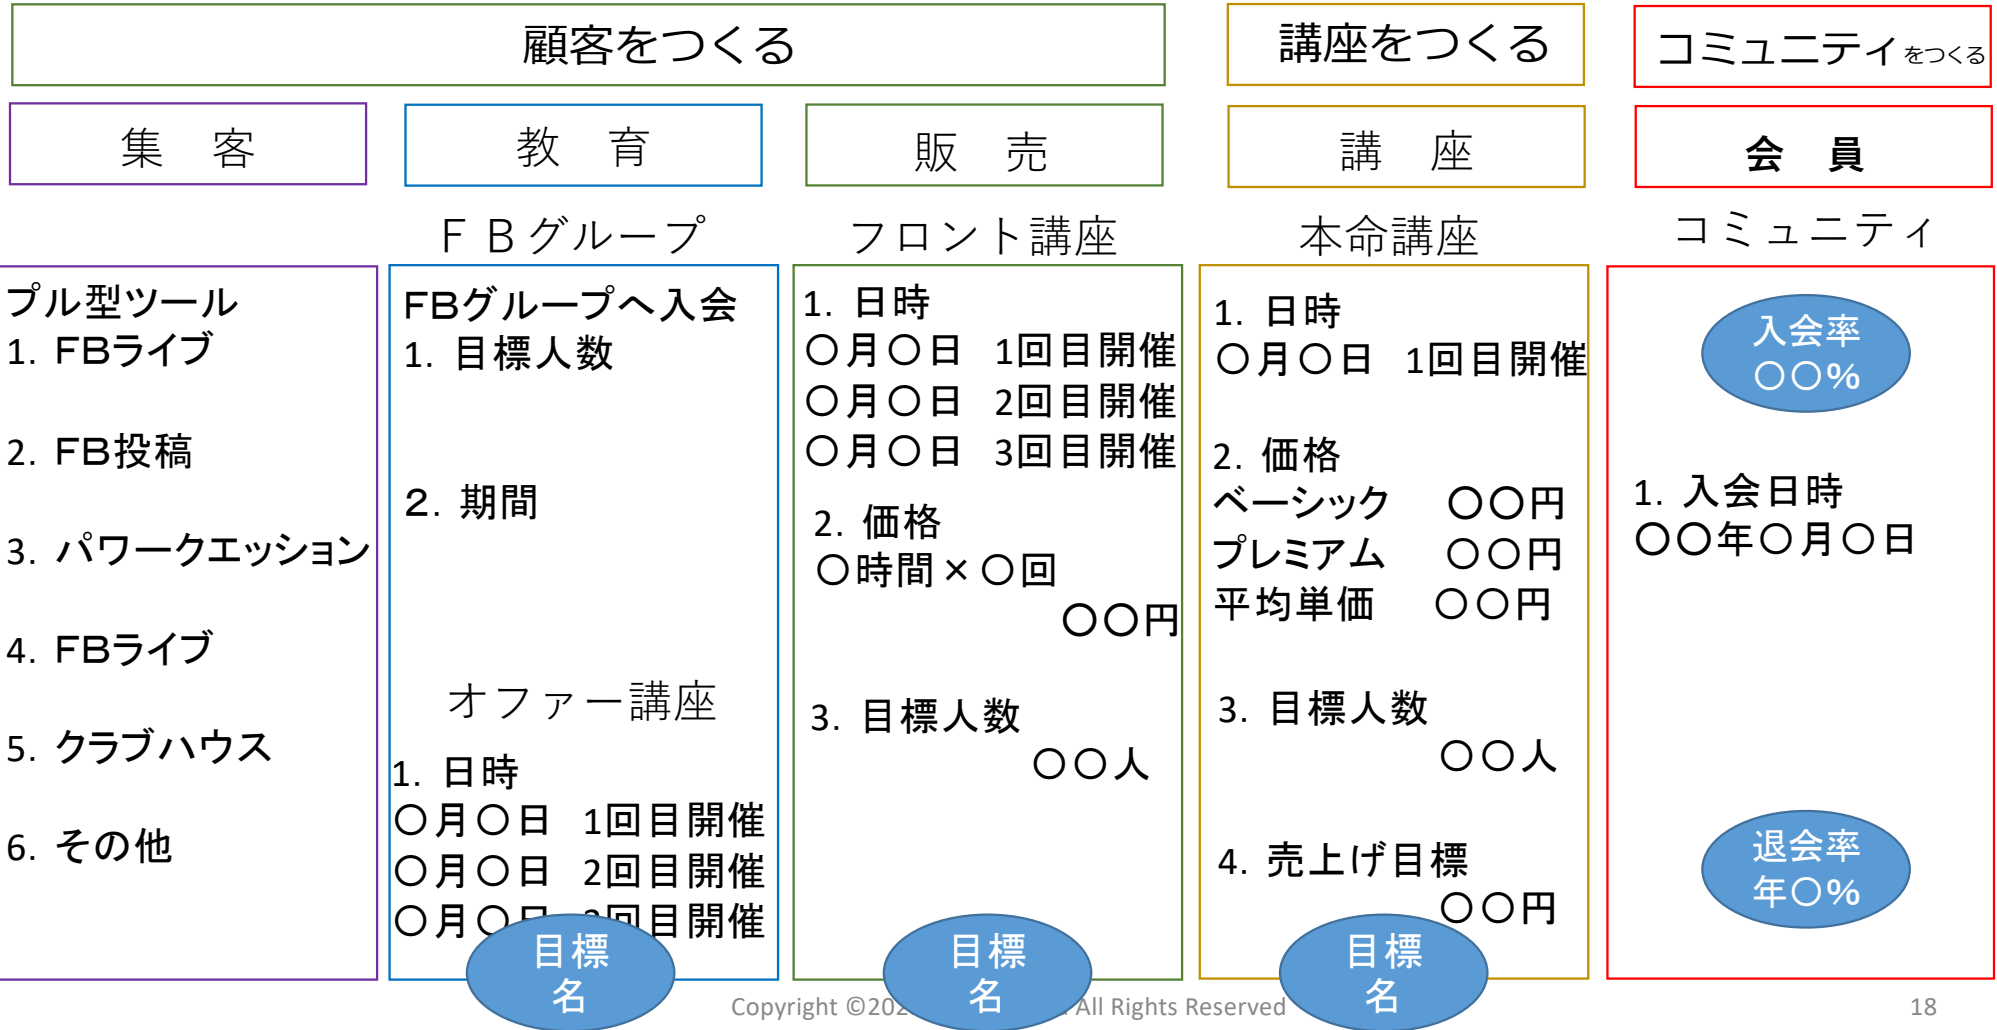 顧客をつくる
講座をつくる
コミュニティをつくる
集　客
教　育
販　売
講　座
会　員
ＦＢグループ
フロント講座
本命講座
コミュニティ
プル型ツール
1. FBライブ
2. FB投稿
3. パワークエッション
4. FBライブ
5. クラブハウス
6. その他
FBグループへ入会
1. 目標人数
２. 期間
オファー講座
1. 日時
〇月〇日　1回目開催
〇月〇日　2回目開催
〇月〇　回目開催
目標
名
1. 日時
〇月〇日　1回目開催
〇月〇日　2回目開催
〇月〇日　3回目開催
2. 価格
〇時間×〇回
〇〇円
3. 目標人数
〇〇人
目標
名
1. 日時
〇月〇日　1回目開催
2. 価格
ベーシック　〇〇円
プレミアム　〇〇円
平均単価　〇〇円
3. 目標人数
〇〇人
4. 売上げ目標
〇〇円
目標
名
入会率
〇〇%
1. 入会日時
〇〇年〇月〇日
退会率
年〇%
Copyright ©202
All Rights Reserved
18